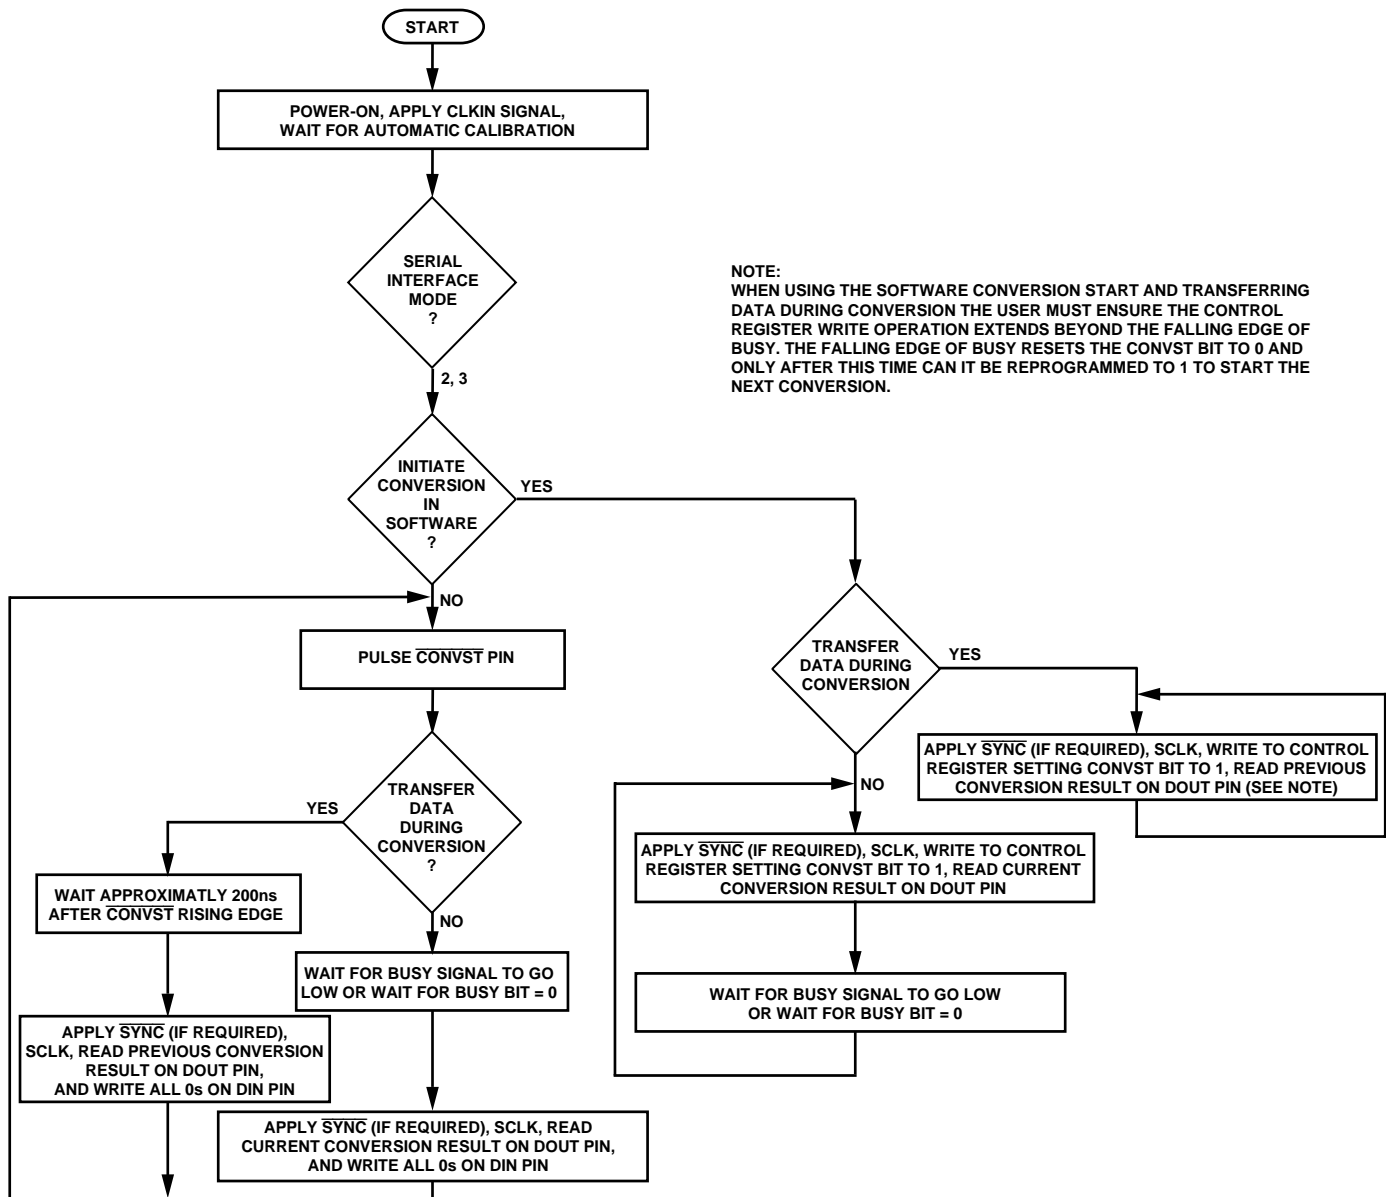 START
POWER-ON, APPLY CLKIN SIGNAL,
WAIT FOR AUTOMATIC CALIBRATION
SERIAL
INTERFACE
MODE
?
2, 3
NOTE:
WHEN USING THE SOFTWARE CONVERSION START AND TRANSFERRING
DATA DURING CONVERSION THE USER MUST ENSURE THE CONTROL
REGISTER WRITE OPERATION EXTENDS BEYOND THE FALLING EDGE OF
BUSY. THE FALLING EDGE OF BUSY RESETS THE CONVST BIT TO 0 AND
ONLY AFTER THIS TIME CAN IT BE REPROGRAMMED TO 1 TO START THE
NEXT CONVERSION.
INITIATE
CONVERSION
IN
SOFTWARE
?
YES
NO
PULSE CONVST PIN
TRANSFER
DATA DURING
CONVERSION
YES
APPLY SYNC (IF REQUIRED), SCLK, WRITE TO CONTROL
REGISTER SETTING CONVST BIT TO 1, READ PREVIOUS
CONVERSION RESULT ON DOUT PIN (SEE NOTE)
NO
APPLY SYNC (IF REQUIRED), SCLK, WRITE TO CONTROL
REGISTER SETTING CONVST BIT TO 1, READ CURRENT
CONVERSION RESULT ON DOUT PIN
WAIT FOR BUSY SIGNAL TO GO LOW
OR WAIT FOR BUSY BIT = 0
TRANSFER
DATA
DURING
CONVERSION
?
YES
WAIT APPROXIMATLY 200ns
AFTER CONVST RISING EDGE
NO
WAIT FOR BUSY SIGNAL TO GO
LOW OR WAIT FOR BUSY BIT = 0
APPLY SYNC (IF REQUIRED),
SCLK, READ PREVIOUS CONVERSION
RESULT ON DOUT PIN,
AND WRITE ALL 0s ON DIN PIN
APPLY SYNC (IF REQUIRED), SCLK, READ
CURRENT CONVERSION RESULT ON DOUT PIN,
AND WRITE ALL 0s ON DIN PIN